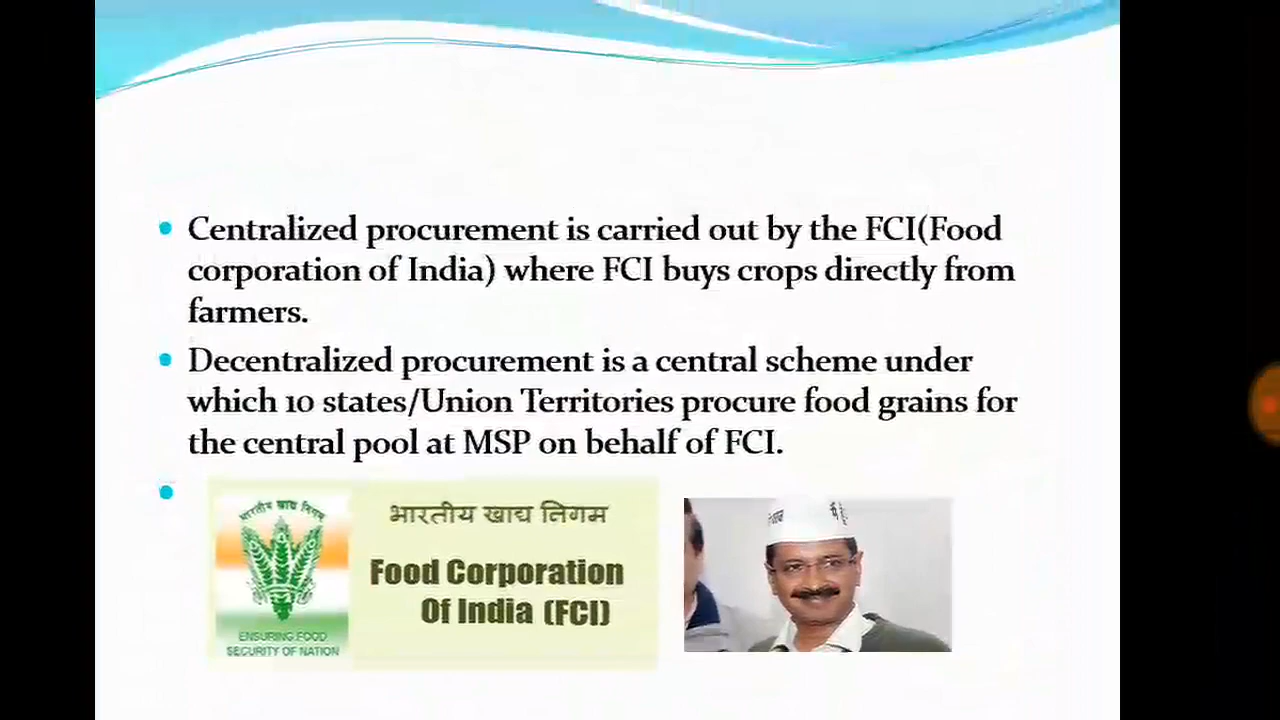 Centralized procurement is carried out by the FCI(Food
corporation of India) where FCI buys crops directly from
farmers.
Decentralized procurement is a central scheme under
which 10 states/Union Territories procure food grains for
the central pool at MSP on behalf of FCI.
भारतीय खाद्य निगम
भारतीय खाद्य निगम
Food Corporation
Of India (FCI)
ENSURING FOOD
SECURITY OF NATION